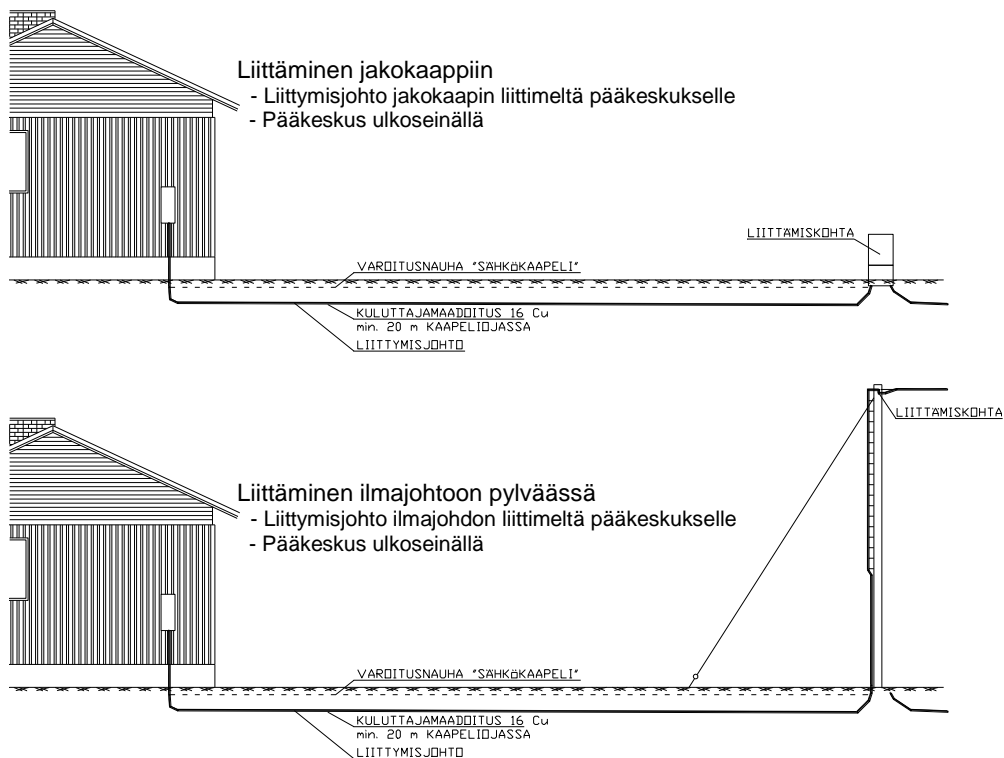 Liittäminen jakokaappiin
- Liittymisjohto jakokaapin liittimeltä pääkeskukselle
- Pääkeskus ulkoseinällä
LIITTÄMISKOHTA
VAROITUSNAUHA "SÄHKÖKAAPELI"
KULUTTAJAMAADOITUS 16 Cu
min. 20 m KAAPELIOJASSA
LIITTYMISJOHTO
LIITTÄMISKOHTA
Liittäminen ilmajohtoon pylväässä
- Liittymisjohto ilmajohdon liittimeltä pääkeskukselle
- Pääkeskus ulkoseinällä
VAROITUSNAUHA "SÄHKÖKAAPELI"
KULUTTAJAMAADOITUS 16 Cu
min. 20 m KAAPELIOJASSA
LIITTYMISJOHTO